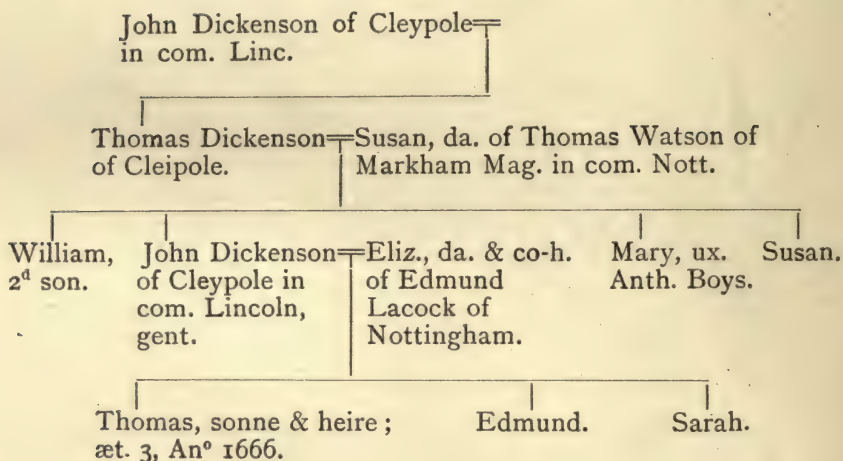 John Dickenson of Cleypole
in com. Linc.
Thomas Dickenson
of Cleipole.
Susan, da. of Thomas Watson of
Markham Mag. in com. Nott.
William,
2d son.
John Dickenson
of Cleypole in
com. Lincoln,
gent.
Eliz., da. & co-h.
of Edmund
Lacock of
Nottingham.
Mary, ux.
Anth. Boys.
Susan.
Thomas, sonne & heire;
æt. 3, Anº 1666.
Edmund.
Sarah.